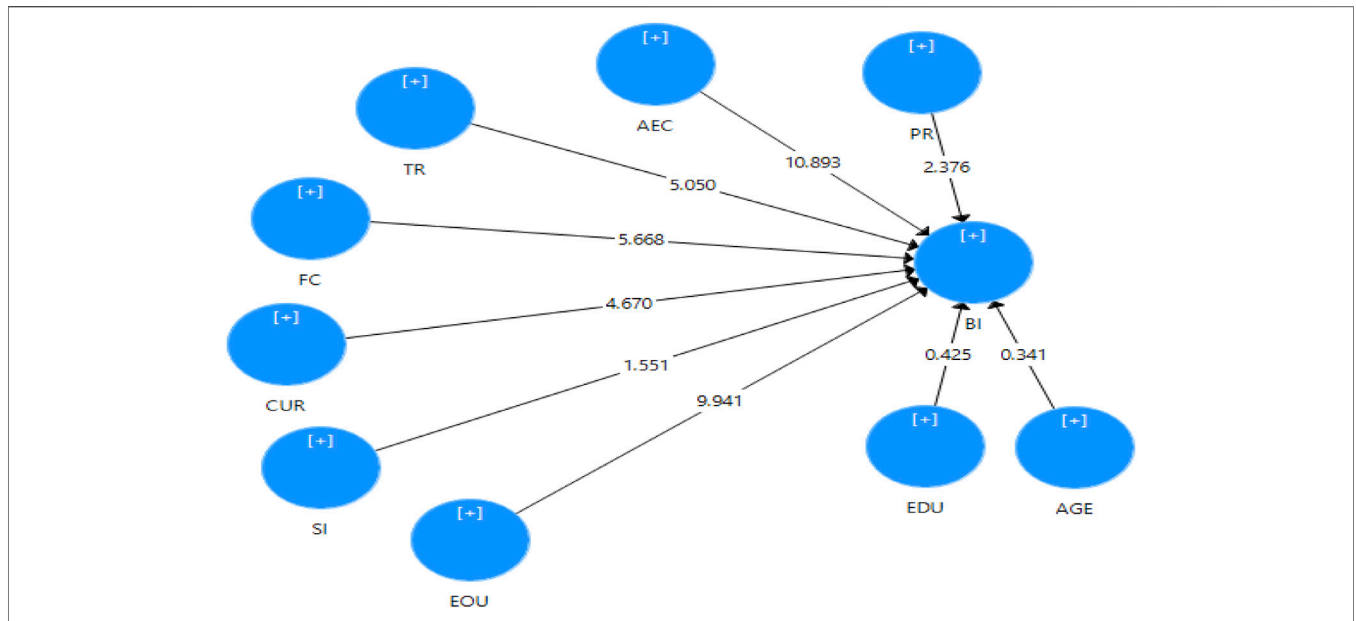 [+]
AEC
[+]
PR
[+]
TR
10.893
2.376
5.050
[+]
FC
5.668
[+]
BI
[+]
CUR
4.670
0.425
0.341
1.551
[+]
SI
9.941
[+]
EDU
[+]
AGE
[+]
EOU